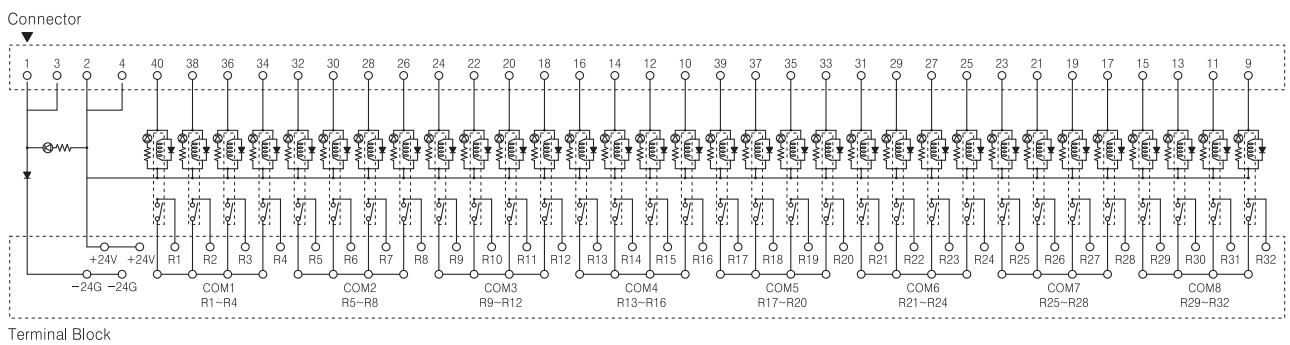 Connector
1 3 2 4 40 38 36 34 32 30 28 26 24 22 20 18 16 14 12 10 39 37 35 33 31 29 27 25 23 21 19 17 15 13 11 9
+24V +24V R1 R2 R3 R4 R5 R6 R7 R8 R9 R10 R11 R12 R13 R14 R15 R16 R17 R18 R19 R20 R21 R22 R23 R24 R25 R26 R27 R28 R29 R30 R31 R32
−24G −24G COM1 COM2 COM3 COM4 COM5 COM6 COM7 COM8
R1~R4 R5~R8 R9~R12 R13~R16 R17~R20 R21~R24 R25~R28 R29~R32
Terminal Block